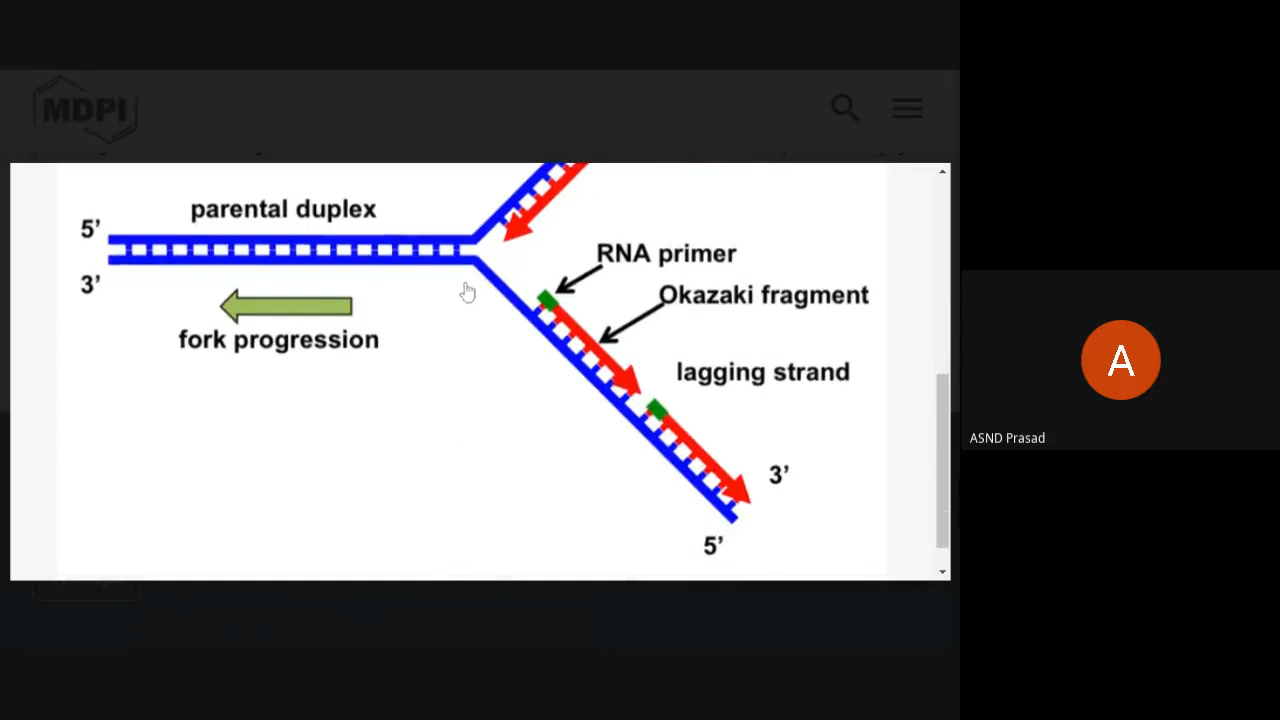 MDPI
parental duplex
5’
RNA primer
3’
Okazaki fragment
fork progression
lagging strand
3’
5’
A
ASND Prasad